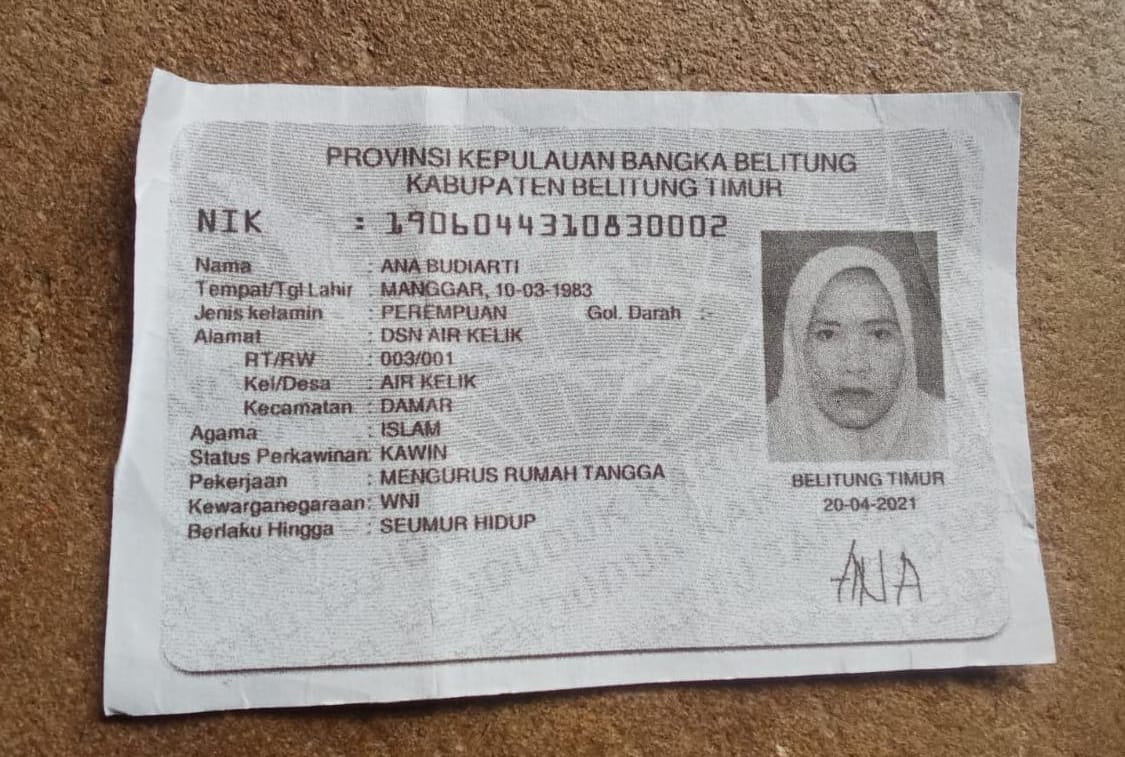 PROVINSI KEPULAUAN BANGKA BELITUNG
KABUPATEN BELITUNG TIMUR
NIK : 1906044310830002
Nama : ANA BUDIARTI
Tempat/Tgl Lahir : MANGGAR, 10-03-1983
Jenis kelamin : PEREMPUAN Gol. Darah :-
Alamat : DSN AIR KELIK
RT/RW : 003/001
Kel/Desa : AIR KELIK
Kecamatan : DAMAR
Agama : ISLAM
Status Perkawinan: KAWIN
Pekerjaan : MENGURUS RUMAH TANGGA
Kewarganegaraan: WNI
Berlaku Hingga : SEUMUR HIDUP
BELITUNG TIMUR
20-04-2021
ANA